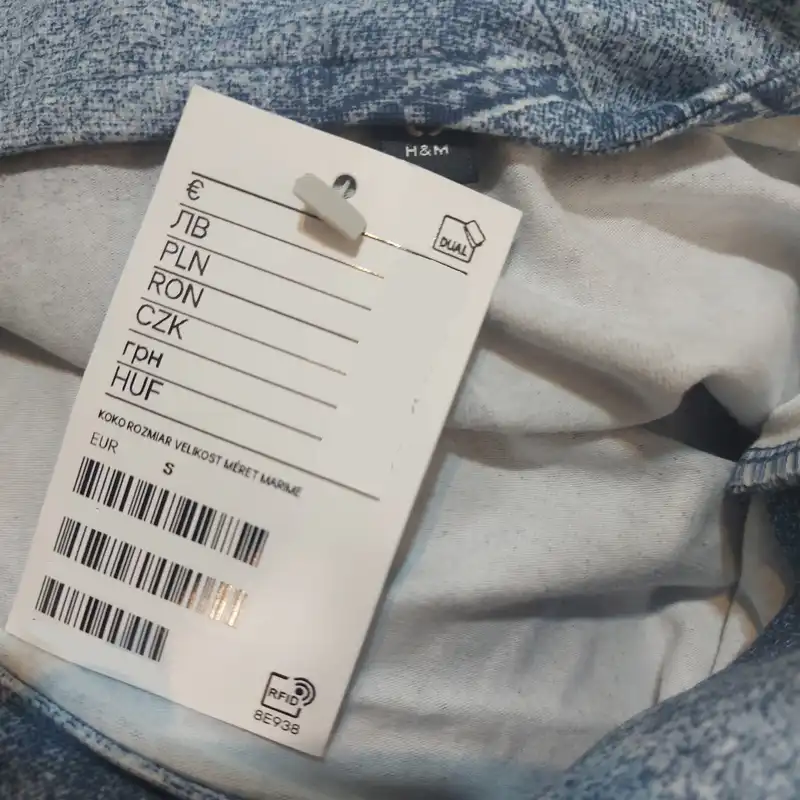 H&M
€
DUAL
ЛВ
PLN
RON
CZK
грн
HUF
KOKO ROZMIAR VELIKOST MÉRET MARIME
EUR S
RFID
8E938